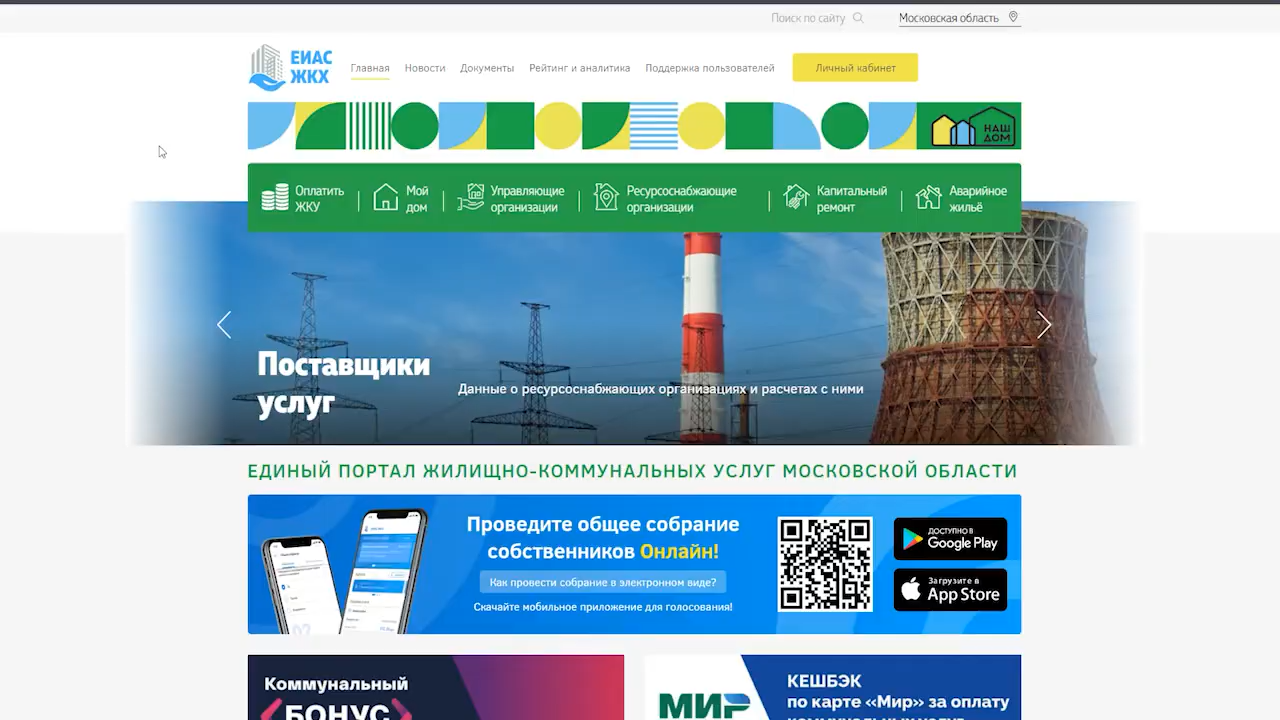 Поиск по сайту
Московская область
ЕИАС
ЖКХ
Главная
Новости
Документы
Рейтинг и аналитика
Поддержка пользователей
Личный кабинет
НАШ
ДОМ
Оплатить
ЖКУ
Мой
дом
Управляющие
организации
Ресурсоснабжающие
организации
Капитальный
ремонт
Аварийное
жильё
Поставщики
услуг
Данные о ресурсоснабжающих организациях и расчетах с ними
ЕДИНЫЙ ПОРТАЛ ЖИЛИЩНО-КОММУНАЛЬНЫХ УСЛУГ МОСКОВСКОЙ ОБЛАСТИ
Проведите общее собрание
собственников Онлайн!
Как провести собрание в электронном виде?
Скачайте мобильное приложение для голосования!
ДОСТУПНО В
Google Play
Загрузите в
App Store
Коммунальный
БОНУС
МИР
КЕШБЭК
по карте «Мир» за оплату
коммунальных услуг